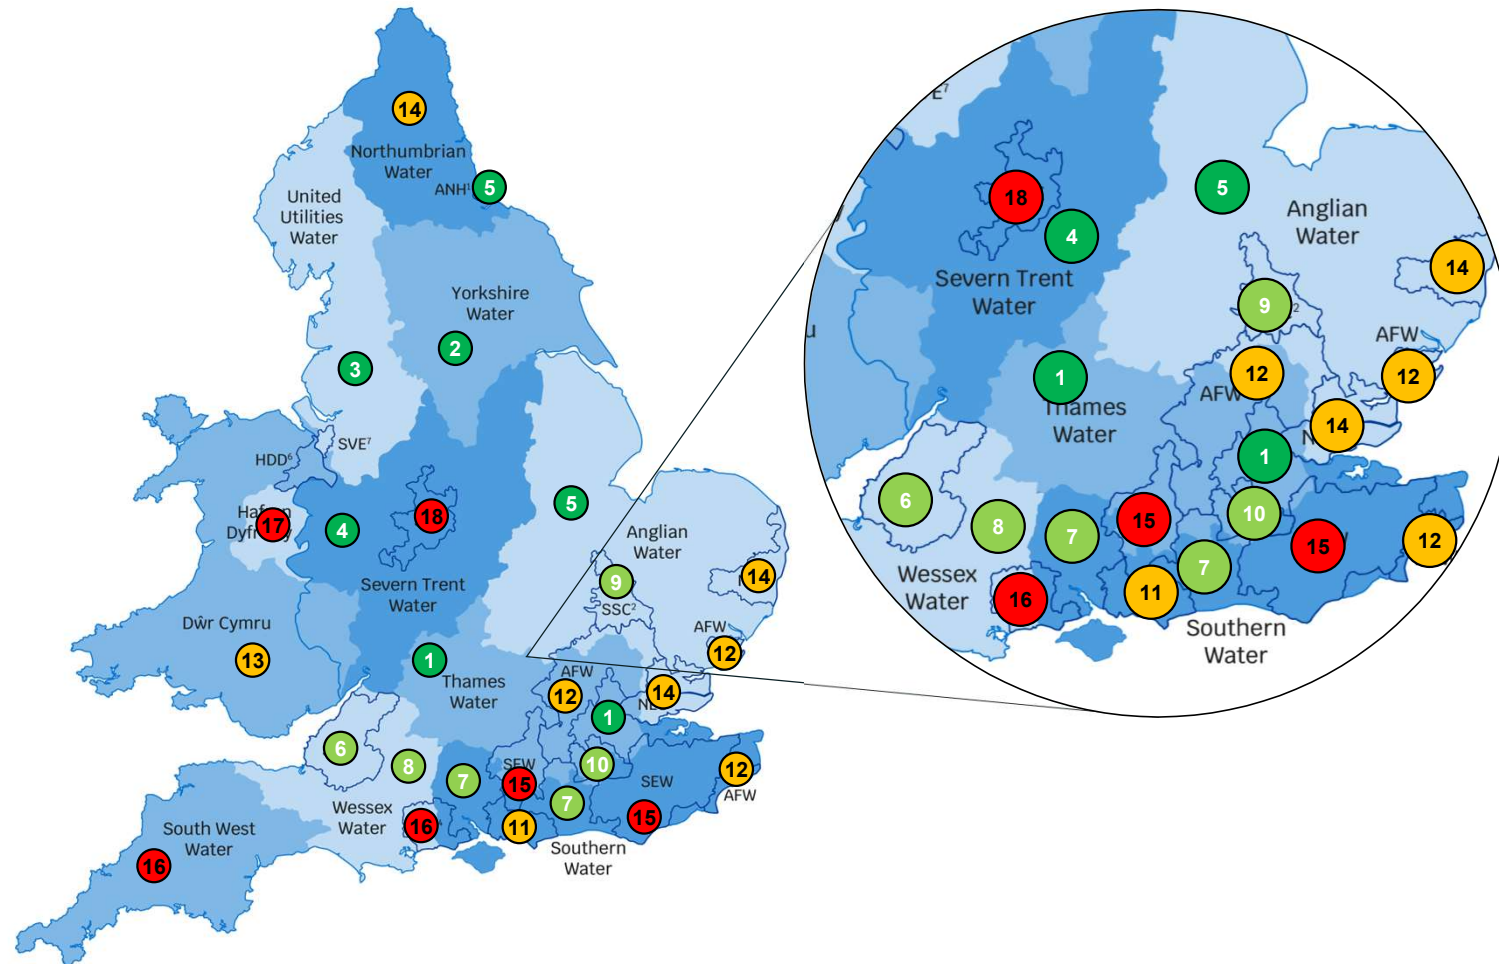 14
Northumbrian
Water
ANH¹
5
United
Utilities
Water
Yorkshire
Water
2
3
SVE⁷
HDD⁶
17
4
18
5
Severn Trent
Water
Anglian
Water
9
SSC²
14
AFW
12
Dŵr Cymru
13
1
Thames
Water
AFW
12
14
1
6
8
7
SEW
15
10
SEW
12
AFW
7
15
11
16
Wessex
Water
Southern
Water
South West
Water
16
E⁷
18
4
5
Anglian
Water
14
Severn Trent
Water
9
2
AFW
12
1
AFW
12
Thames
Water
14
1
6
8
7
15
10
15
12
7
11
16
Wessex
Water
Southern
Water